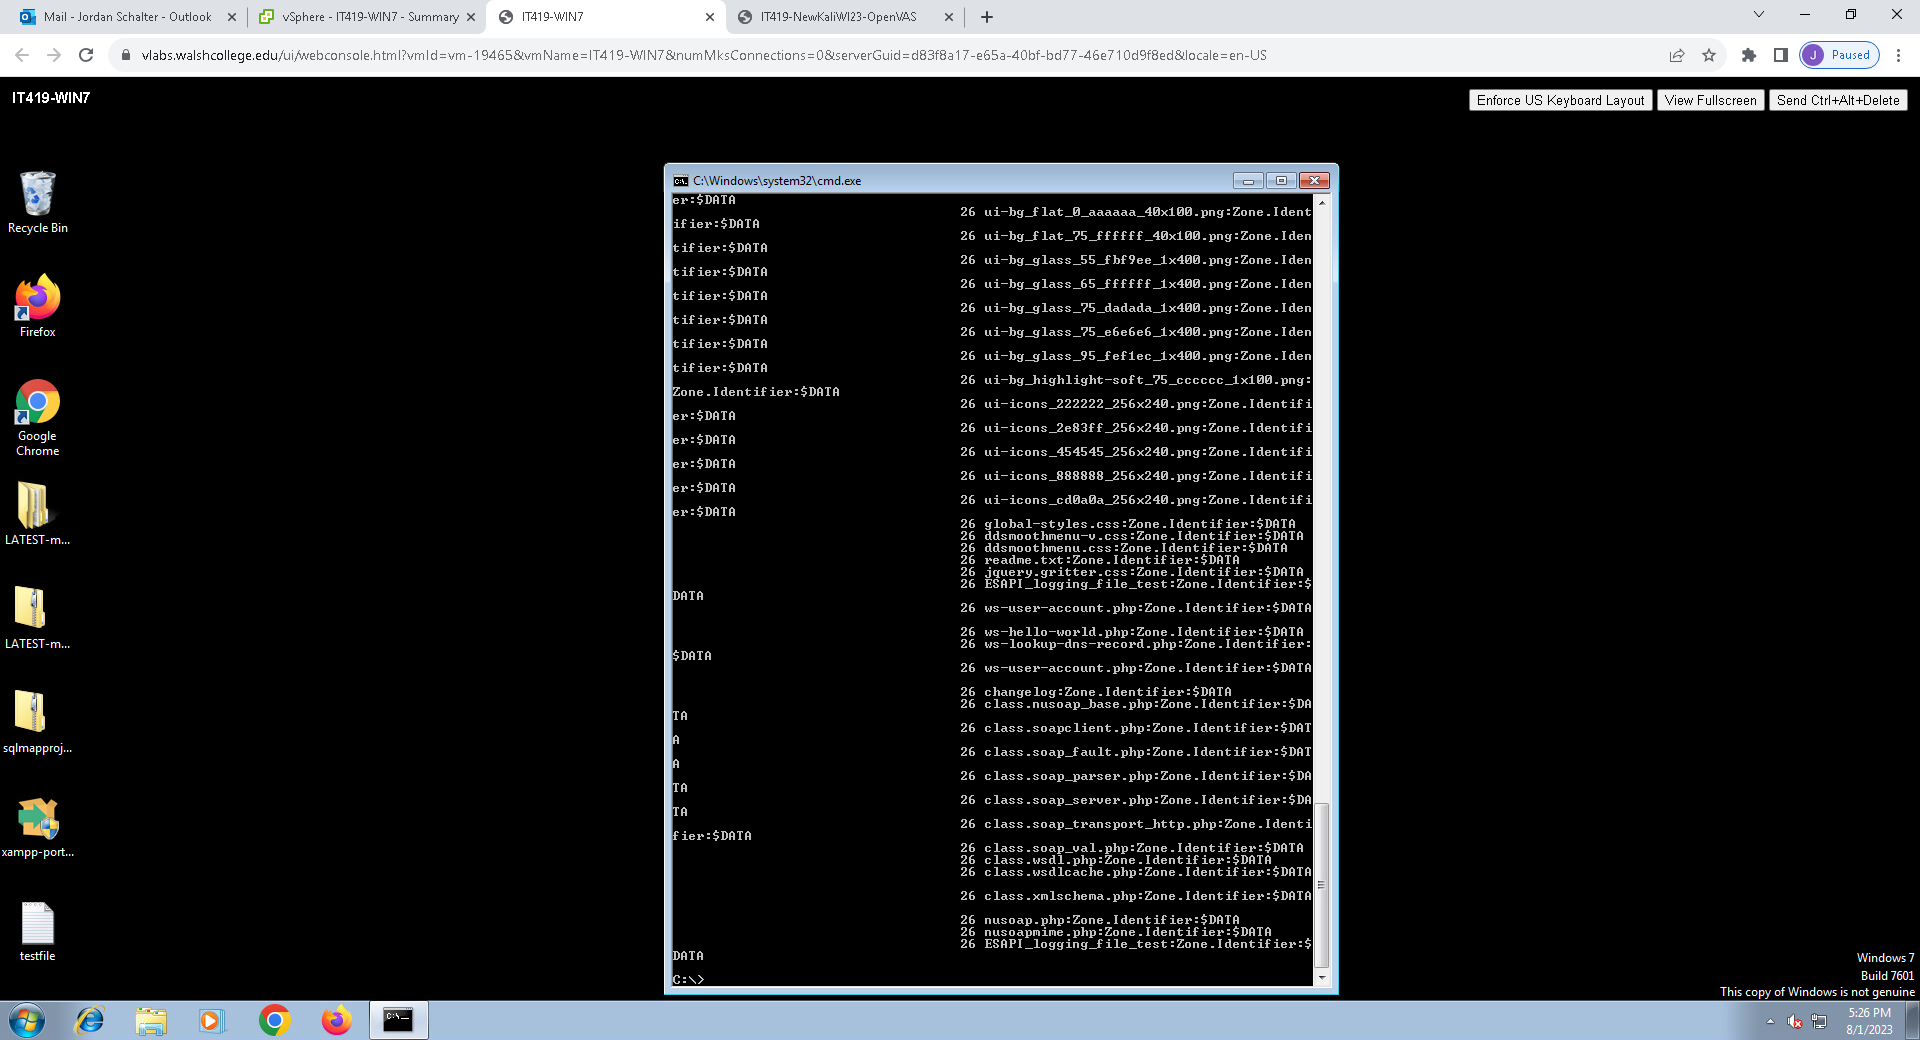 Mail - Jordan Schalter - Outlook
vSphere - IT419-WIN7 - Summary
IT419-WIN7
IT419-NewKaliWI23-OpenVAS
vlabs.walshcollege.edu/ui/webconsole.html?vmId=vm-19465&vmName=IT419-WIN7&numMksConnections=0&serverGuid=d83f8a17-e65a-40bf-bd77-46e710d9f8ed&locale=en-US
J Paused
IT419-WIN7
Enforce US Keyboard Layout
View Fullscreen
Send Ctrl+Alt+Delete
Recycle Bin
Firefox
Google
Chrome
LATEST-m...
LATEST-m...
sqlmapproj...
xampp-port...
testfile
C:\Windows\system32\cmd.exe
er:$DATA
26 ui-bg_flat_0_aaaaaa_40x100.png:Zone.Ident
ifier:$DATA
26 ui-bg_flat_75_ffffff_40x100.png:Zone.Iden
tifier:$DATA
26 ui-bg_glass_55_fbf9ee_1x400.png:Zone.Iden
tifier:$DATA
26 ui-bg_glass_65_ffffff_1x400.png:Zone.Iden
tifier:$DATA
26 ui-bg_glass_75_dadada_1x400.png:Zone.Iden
tifier:$DATA
26 ui-bg_glass_75_e6e6e6_1x400.png:Zone.Iden
tifier:$DATA
26 ui-bg_glass_95_fef1ec_1x400.png:Zone.Iden
tifier:$DATA
26 ui-bg_highlight-soft_75_cccccc_1x100.png:
Zone.Identifier:$DATA
26 ui-icons_222222_256x240.png:Zone.Identifi
er:$DATA
26 ui-icons_2e83ff_256x240.png:Zone.Identifi
er:$DATA
26 ui-icons_454545_256x240.png:Zone.Identifi
er:$DATA
26 ui-icons_888888_256x240.png:Zone.Identifi
er:$DATA
26 ui-icons_cd0a0a_256x240.png:Zone.Identifi
er:$DATA
26 global-styles.css:Zone.Identifier:$DATA
26 ddsmoothmenu-v.css:Zone.Identifier:$DATA
26 ddsmoothmenu.css:Zone.Identifier:$DATA
26 readme.txt:Zone.Identifier:$DATA
26 jquery.gritter.css:Zone.Identifier:$DATA
26 ESAPI_logging_file_test:Zone.Identifier:$
DATA
26 ws-user-account.php:Zone.Identifier:$DATA
26 ws-hello-world.php:Zone.Identifier:$DATA
26 ws-lookup-dns-record.php:Zone.Identifier:
$DATA
26 ws-user-account.php:Zone.Identifier:$DATA
26 changelog:Zone.Identifier:$DATA
26 class.nusoap_base.php:Zone.Identifier:$DA
TA
26 class.soapclient.php:Zone.Identifier:$DAT
A
26 class.soap_fault.php:Zone.Identifier:$DAT
A
26 class.soap_parser.php:Zone.Identifier:$DA
TA
26 class.soap_server.php:Zone.Identifier:$DA
TA
26 class.soap_transport_http.php:Zone.Identi
fier:$DATA
26 class.soap_val.php:Zone.Identifier:$DATA
26 class.wsdl.php:Zone.Identifier:$DATA
26 class.wsdlcache.php:Zone.Identifier:$DATA
26 class.xmlschema.php:Zone.Identifier:$DATA
26 nusoap.php:Zone.Identifier:$DATA
26 nusoapmime.php:Zone.Identifier:$DATA
26 ESAPI_logging_file_test:Zone.Identifier:$
DATA
C:\>
Windows 7
Build 7601
This copy of Windows is not genuine
5:26 PM
8/1/2023